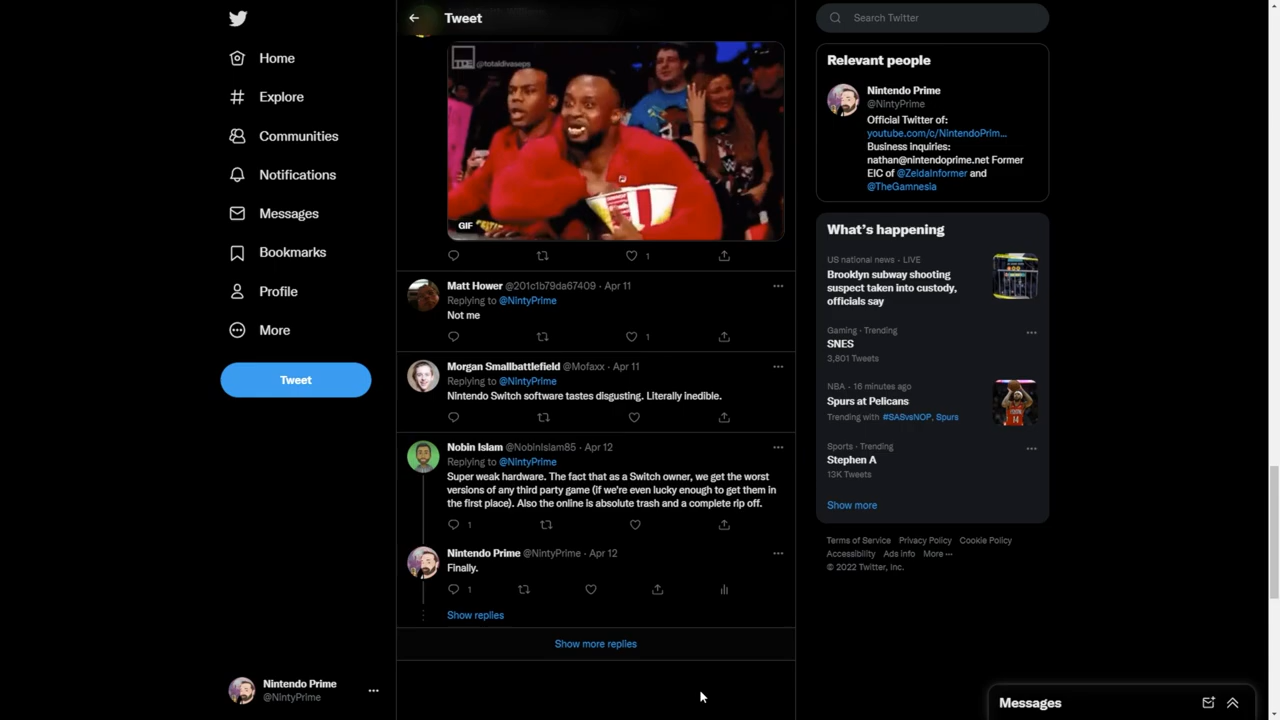 Home
Explore
Communities
Notifications
Messages
Bookmarks
Profile
More
Tweet
Nintendo Prime
@NintyPrime
Tweet
@totaldivaseps
GIF
1
Matt Hower @201c1b79da67409 · Apr 11
Replying to @NintyPrime
Not me
1
Morgan Smallbattlefield @Mofaxx · Apr 11
Replying to @NintyPrime
Nintendo Switch software tastes disgusting. Literally inedible.
Nobin Islam @NobinIslam85 · Apr 12
Replying to @NintyPrime
Super weak hardware. The fact that as a Switch owner, we get the worst
versions of any third party game (if we're even lucky enough to get them in
the first place). Also the online is absolute trash and a complete rip off.
1
Nintendo Prime @NintyPrime · Apr 12
Finally.
1
Show replies
Show more replies
Search Twitter
Relevant people
Nintendo Prime
@NintyPrime
Official Twitter of:
youtube.com/c/NintendoPrim...
Business inquiries:
nathan@nintendoprime.net Former
EIC of @ZeldaInformer and
@TheGamnesia
What's happening
US national news · LIVE
Brooklyn subway shooting
suspect taken into custody,
officials say
Gaming · Trending
SNES
3,801 Tweets
NBA · 16 minutes ago
Spurs at Pelicans
Trending with #SASvsNOP, Spurs
Sports · Trending
Stephen A
13K Tweets
Show more
Terms of Service Privacy Policy Cookie Policy
Accessibility Ads info More ···
© 2022 Twitter, Inc.
Messages